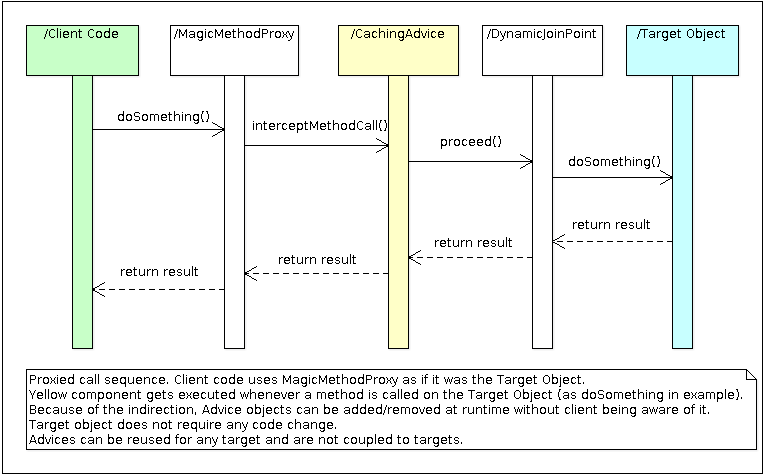 /Client Code
/MagicMethodProxy
/CachingAdvice
/DynamicJoinPoint
/Target Object
doSomething()
interceptMethodCall()
proceed()
doSomething()
return result
return result
return result
return result
Proxied call sequence. Client code uses MagicMethodProxy as if it was the Target Object.
Yellow component gets executed whenever a method is called on the Target Object (as doSomething in example).
Because of the indirection, Advice objects can be added/removed at runtime without client being aware of it.
Target object does not require any code change.
Advices can be reused for any target and are not coupled to targets.